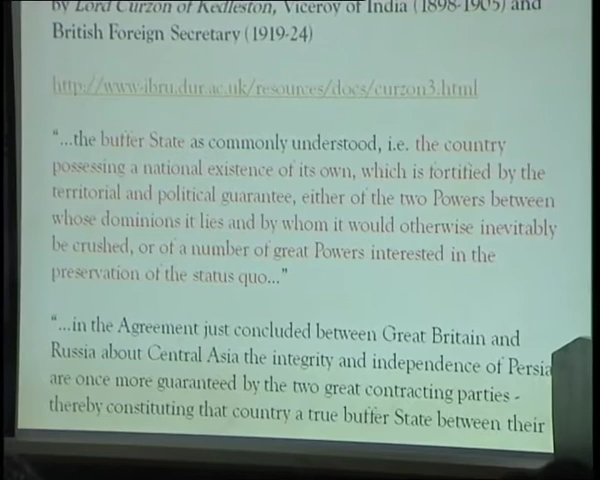 by Lord Curzon of Kedleston, Viceroy of India (1898-1905) and
British Foreign Secretary (1919-24)
http://www-ibru.dur.ac.uk/resources/docs/curzon3.html
“...the buffer State as commonly understood, i.e. the country
possessing a national existence of its own, which is fortified by the
territorial and political guarantee, either of the two Powers between
whose dominions it lies and by whom it would otherwise inevitably
be crushed, or of a number of great Powers interested in the
preservation of the status quo...”
“...in the Agreement just concluded between Great Britain and
Russia about Central Asia the integrity and independence of Persia
are once more guaranteed by the two great contracting parties -
thereby constituting that country a true buffer State between their